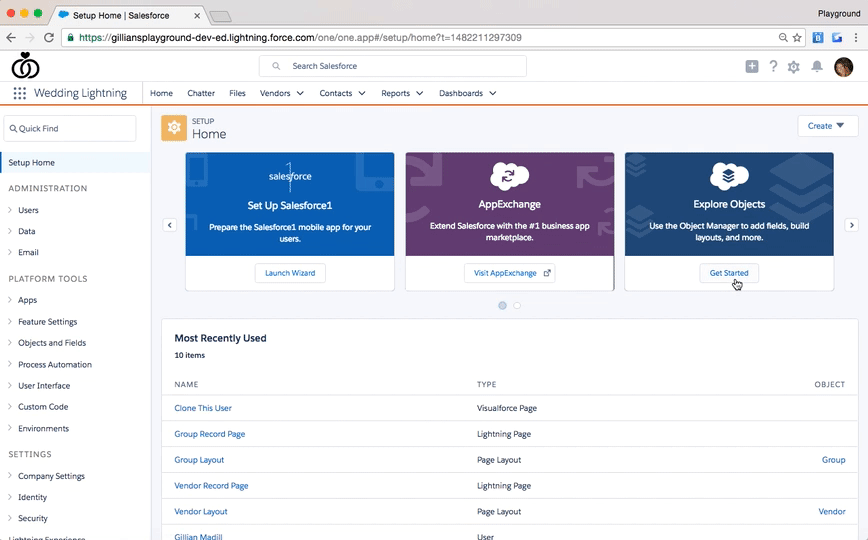 Setup Home | Salesforce
Playground
https://gilliansplayground-dev-ed.lightning.force.com/one/one.app#/setup/home?t=1482211297309
Search Salesforce
Wedding Lightning
Home
Chatter
Files
Vendors
Contacts
Reports
Dashboards
Quick Find
SETUP
Home
Create
Setup Home
ADMINISTRATION
Users
Data
Email
PLATFORM TOOLS
Apps
Feature Settings
Objects and Fields
Process Automation
User Interface
Custom Code
Environments
SETTINGS
Company Settings
Identity
Security
Lightning Experience
salesforce1
Set Up Salesforce1
Prepare the Salesforce1 mobile app for your
users.
Launch Wizard
AppExchange
Extend Salesforce with the #1 business app
marketplace.
Visit AppExchange
Explore Objects
Use the Object Manager to add fields, build
layouts, and more.
Get Started
Most Recently Used
10 items
NAME TYPE OBJECT
Clone This User Visualforce Page
Group Record Page Lightning Page
Group Layout Page Layout Group
Vendor Record Page Lightning Page
Vendor Layout Page Layout Vendor
Gillian Madill User